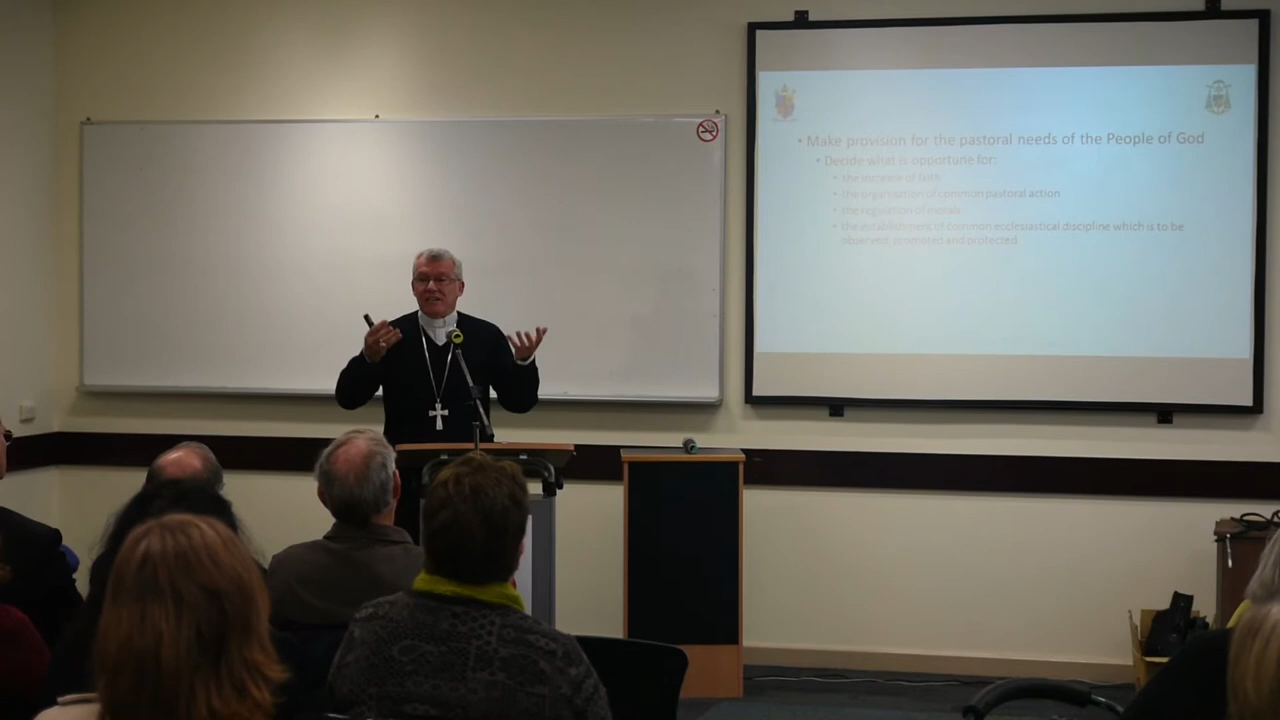 • Make provision for the pastoral needs of the People of God
• Decide what is opportune for:
• the increase of faith
• the organisation of common pastoral action
• the regulation of morals
• the establishment of common ecclesiastical discipline which is to be
observed, promoted and protected